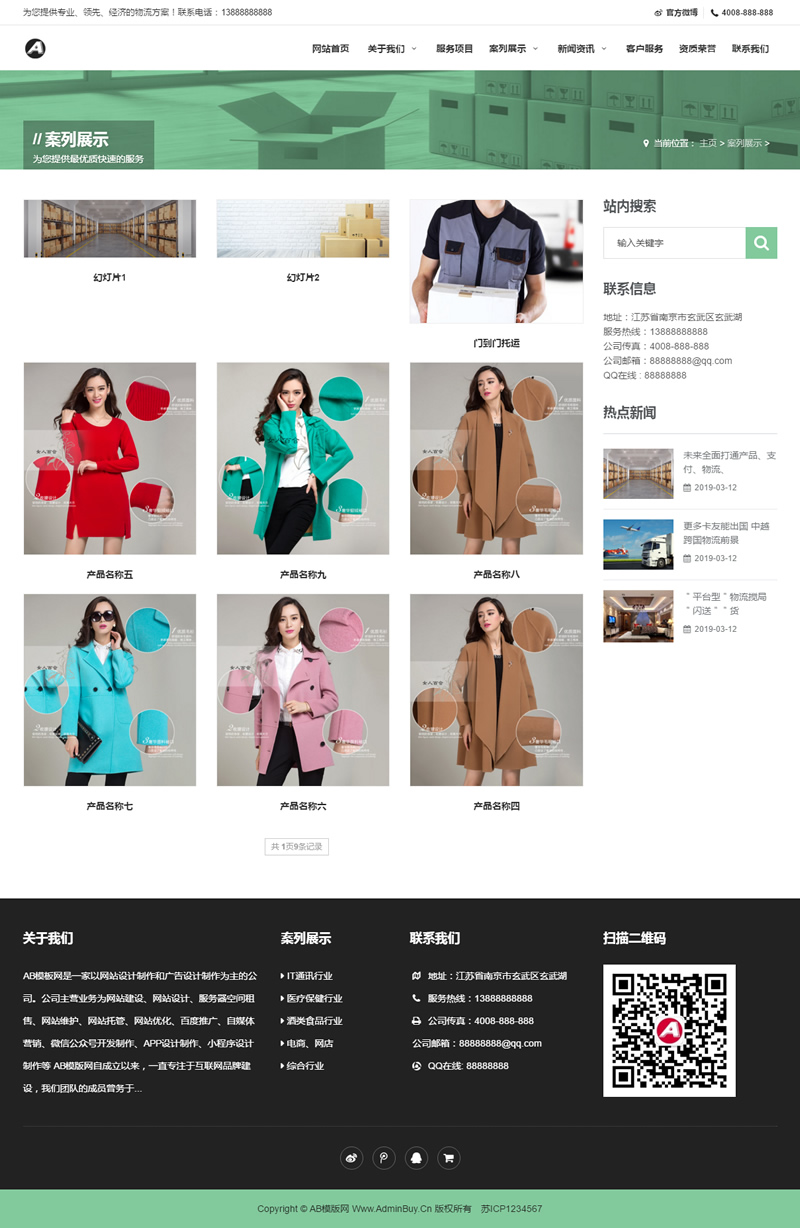 为您提供专业、领先、经济的物流方案！联系电话：13888888888
官方微博
4008-888-888
网站首页
关于我们
服务项目
案列展示
新闻资讯
客户服务
资质荣誉
联系我们
// 案列展示
为您提供最优质快速的服务
当前位置： 主页 > 案列展示 >
幻灯片1
幻灯片2
门到门托运
产品名称五
产品名称九
产品名称八
产品名称七
产品名称六
产品名称四
共 1页9条记录
站内搜索
输入关键字
联系信息
地址：江苏省南京市玄武区玄武湖
服务热线：13888888888
公司传真：4008-888-888
公司邮箱：88888888@qq.com
QQ在线 : 88888888
热点新闻
未来全面打通产品、支
付、物流、
2019-03-12
更多卡友能出国 中越
跨国物流前景
2019-03-12
＂平台型＂物流搅局
＂闪送＂＂货
2019-03-12
关于我们
AB模板网是一家以网站设计制作和广告设计制作为主的公
司。公司主营业务为网站建设、网站设计、服务器空间租
售、网站维护、网站托管、网站优化、百度推广、自媒体
营销、微信公众号开发制作、APP设计制作、小程序设计
制作等 AB模版网自成立以来，一直专注于互联网品牌建
设，我们团队的成员曾务于...
案列展示
IT通讯行业
医疗保健行业
酒类食品行业
电商、网店
综合行业
联系我们
地址：江苏省南京市玄武区玄武湖
服务热线：13888888888
公司传真：4008-888-888
公司邮箱：88888888@qq.com
QQ在线: 88888888
扫描二维码
Copyright © AB模版网 Www.AdminBuy.Cn 版权所有 苏ICP1234567